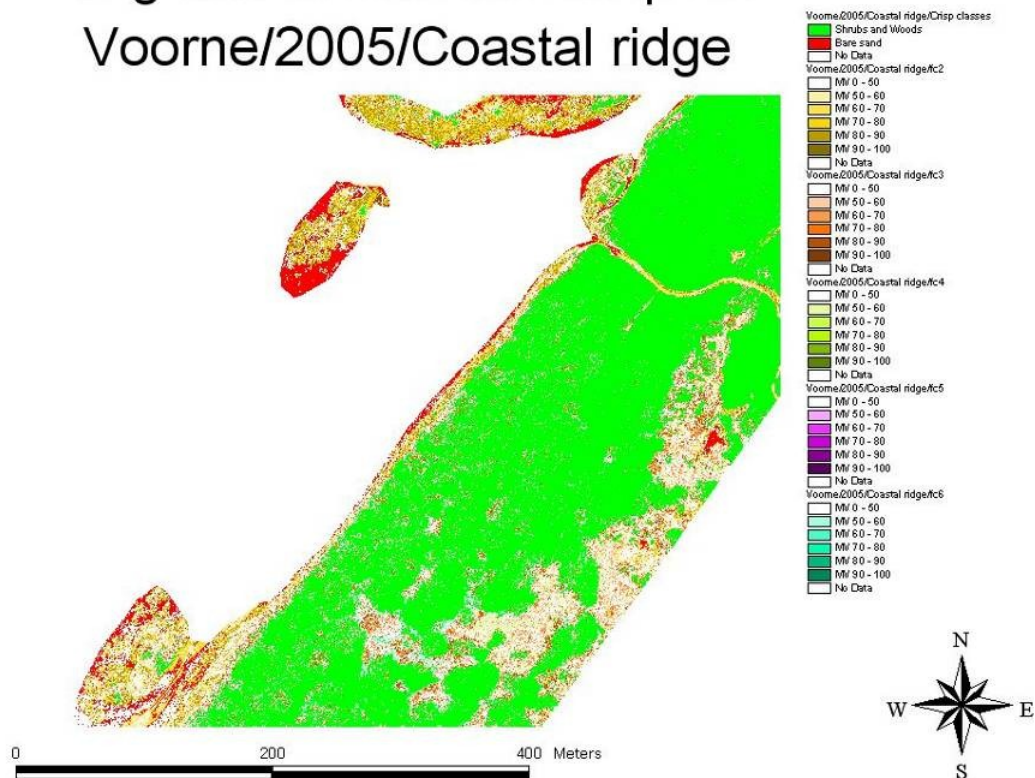 Voorne/2005/Coastal ridge
Voorne/2005/Coastal ridge/Crisp classes
Shrubs and Woods
Bare sand
No Data
Voorne/2005/Coastal ridge/fc2
MV 0 - 50
MV 50 - 60
MV 60 - 70
MV 70 - 80
MV 80 - 90
MV 90 - 100
No Data
Voorne/2005/Coastal ridge/fc3
MV 0 - 50
MV 50 - 60
MV 60 - 70
MV 70 - 80
MV 80 - 90
MV 90 - 100
No Data
Voorne/2005/Coastal ridge/fc4
MV 0 - 50
MV 50 - 60
MV 60 - 70
MV 70 - 80
MV 80 - 90
MV 90 - 100
No Data
Voorne/2005/Coastal ridge/fc5
MV 0 - 50
MV 50 - 60
MV 60 - 70
MV 70 - 80
MV 80 - 90
MV 90 - 100
No Data
Voorne/2005/Coastal ridge/fc6
MV 0 - 50
MV 50 - 60
MV 60 - 70
MV 70 - 80
MV 80 - 90
MV 90 - 100
No Data
N
W E
S
0 200 400 Meters